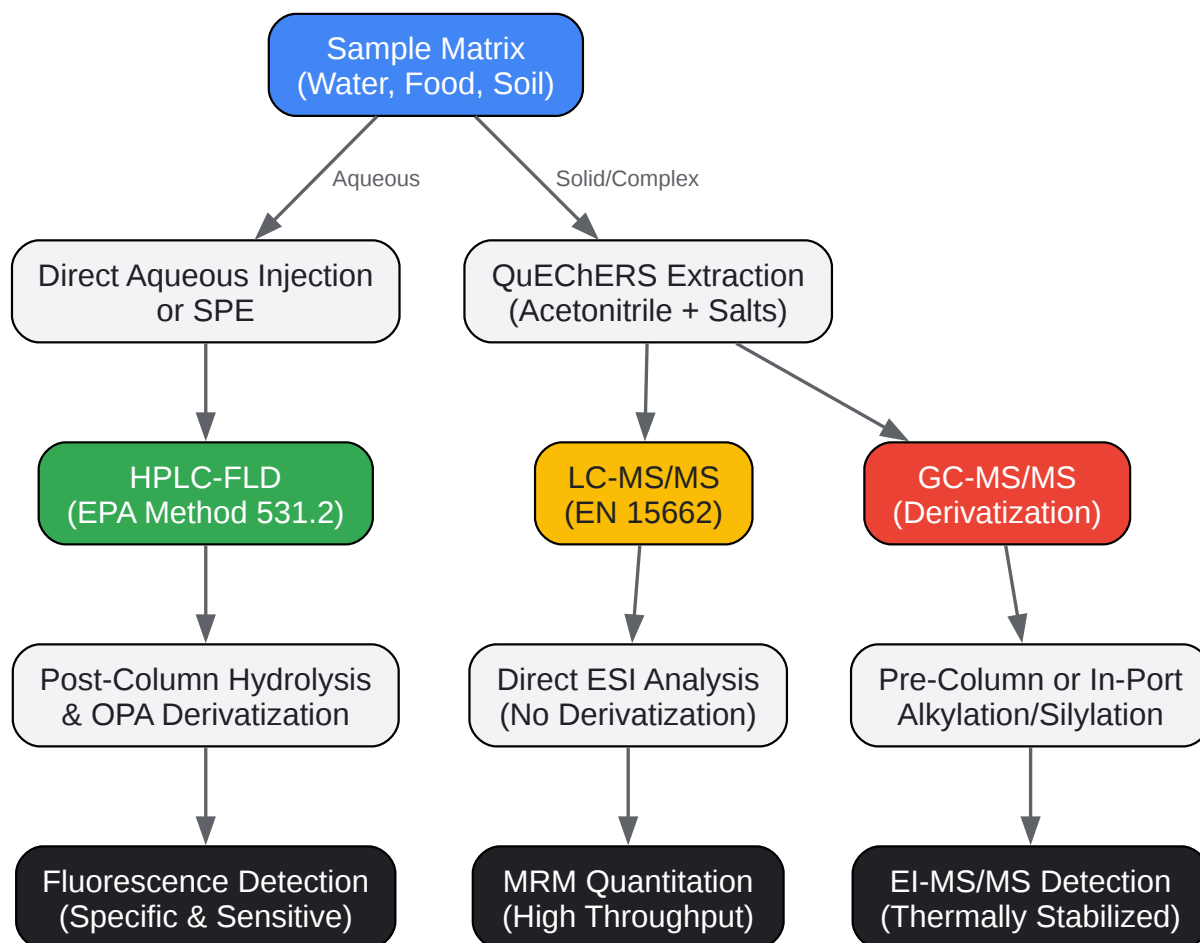 Sample Matrix
(Water, Food, Soil)
Aqueous
Solid/Complex
Direct Aqueous Injection
or SPE
QuEChERS Extraction
(Acetonitrile + Salts)
HPLC-FLD
(EPA Method 531.2)
LC-MS/MS
(EN 15662)
GC-MS/MS
(Derivatization)
Post-Column Hydrolysis
& OPA Derivatization
Direct ESI Analysis
(No Derivatization)
Pre-Column or In-Port
Alkylation/Silylation
Fluorescence Detection
(Specific & Sensitive)
MRM Quantitation
(High Throughput)
EI-MS/MS Detection
(Thermally Stabilized)